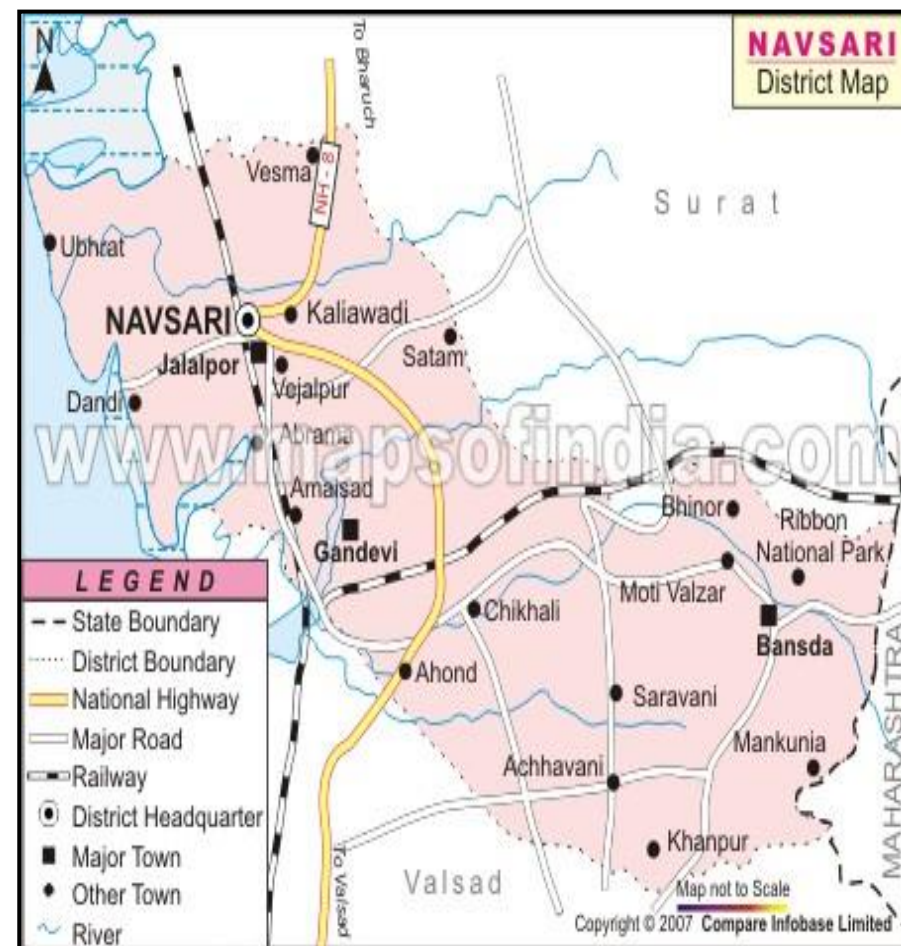 N
NAVSARI
District Map
To Bharuch
Vesma
NH - 8
Surat
Ubhrat
NAVSARI
Kaliawadi
Satam
Jalalpor
Vejalpur
Dandi
Abrama
www.mapsofindia.com
Amalsad
Gandevi
Bhinor
Ribbon
National Park
Moti Valzar
Chikhali
Bansda
Ahond
Saravani
Mankunia
Achhavani
Khanpur
MAHARASHTRA
To Valsad
Valsad
LEGEND
State Boundary
District Boundary
National Highway
Major Road
Railway
District Headquarter
Major Town
Other Town
River
Map not to Scale
Copyright © 2007 Compare Infobase Limited